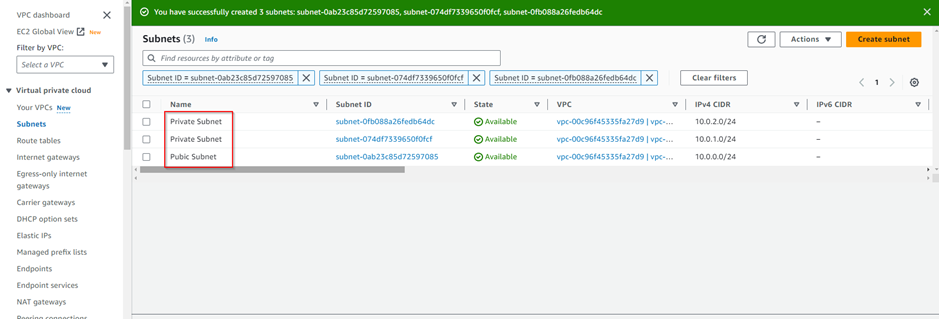 VPC dashboard
EC2 Global View New
Filter by VPC:
Select a VPC
Virtual private cloud
Your VPCs New
Subnets
Route tables
Internet gateways
Egress-only internet
gateways
Carrier gateways
DHCP option sets
Elastic IPs
Managed prefix lists
Endpoints
Endpoint services
NAT gateways
Peering connections
You have successfully created 3 subnets: subnet-0ab23c85d72597085, subnet-074df7339650f0fcf, subnet-0fb088a26fedb64dc
Subnets (3) Info
Actions
Create subnet
Find resources by attribute or tag
Subnet ID = subnet-0ab23c85d72597085
Subnet ID = subnet-074df7339650f0fcf
Subnet ID = subnet-0fb088a26fedb64dc
Clear filters
1
Name Subnet ID State VPC IPv4 CIDR IPv6 CIDR
Private Subnet subnet-0fb088a26fedb64dc Available vpc-00c96f45335fa27d9 | vpc-... 10.0.2.0/24 –
Private Subnet subnet-074df7339650f0fcf Available vpc-00c96f45335fa27d9 | vpc-... 10.0.1.0/24 –
Pubic Subnet subnet-0ab23c85d72597085 Available vpc-00c96f45335fa27d9 | vpc-... 10.0.0.0/24 –